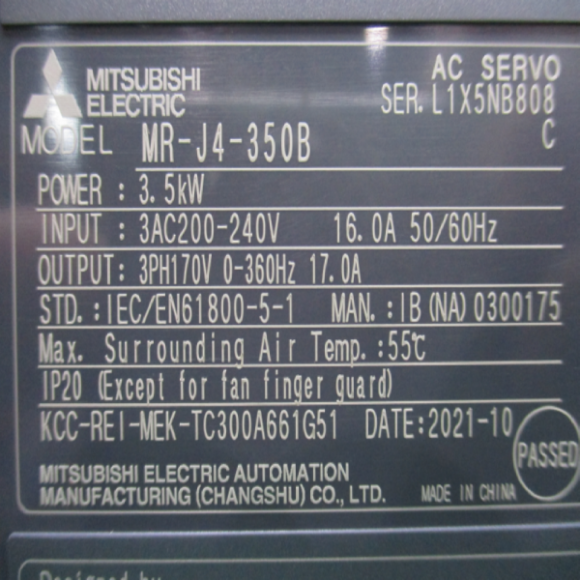 MITSUBISHI
ELECTRIC
AC SERVO
SER. L1X5NB808
C
MODEL MR-J4-350B
POWER : 3.5kW
INPUT : 3AC200-240V 16.0A 50/60Hz
OUTPUT: 3PH170V 0-360Hz 17.0A
STD. : IEC/EN61800-5-1 MAN. : IB(NA)0300175
Max. Surrounding Air Temp. :55℃
IP20 (Except for fan finger guard)
KCC-REI-MEK-TC300A661G51 DATE:2021-10
PASSED
MITSUBISHI ELECTRIC AUTOMATION
MANUFACTURING (CHANGSHU) CO., LTD. MADE IN CHINA
Designed by